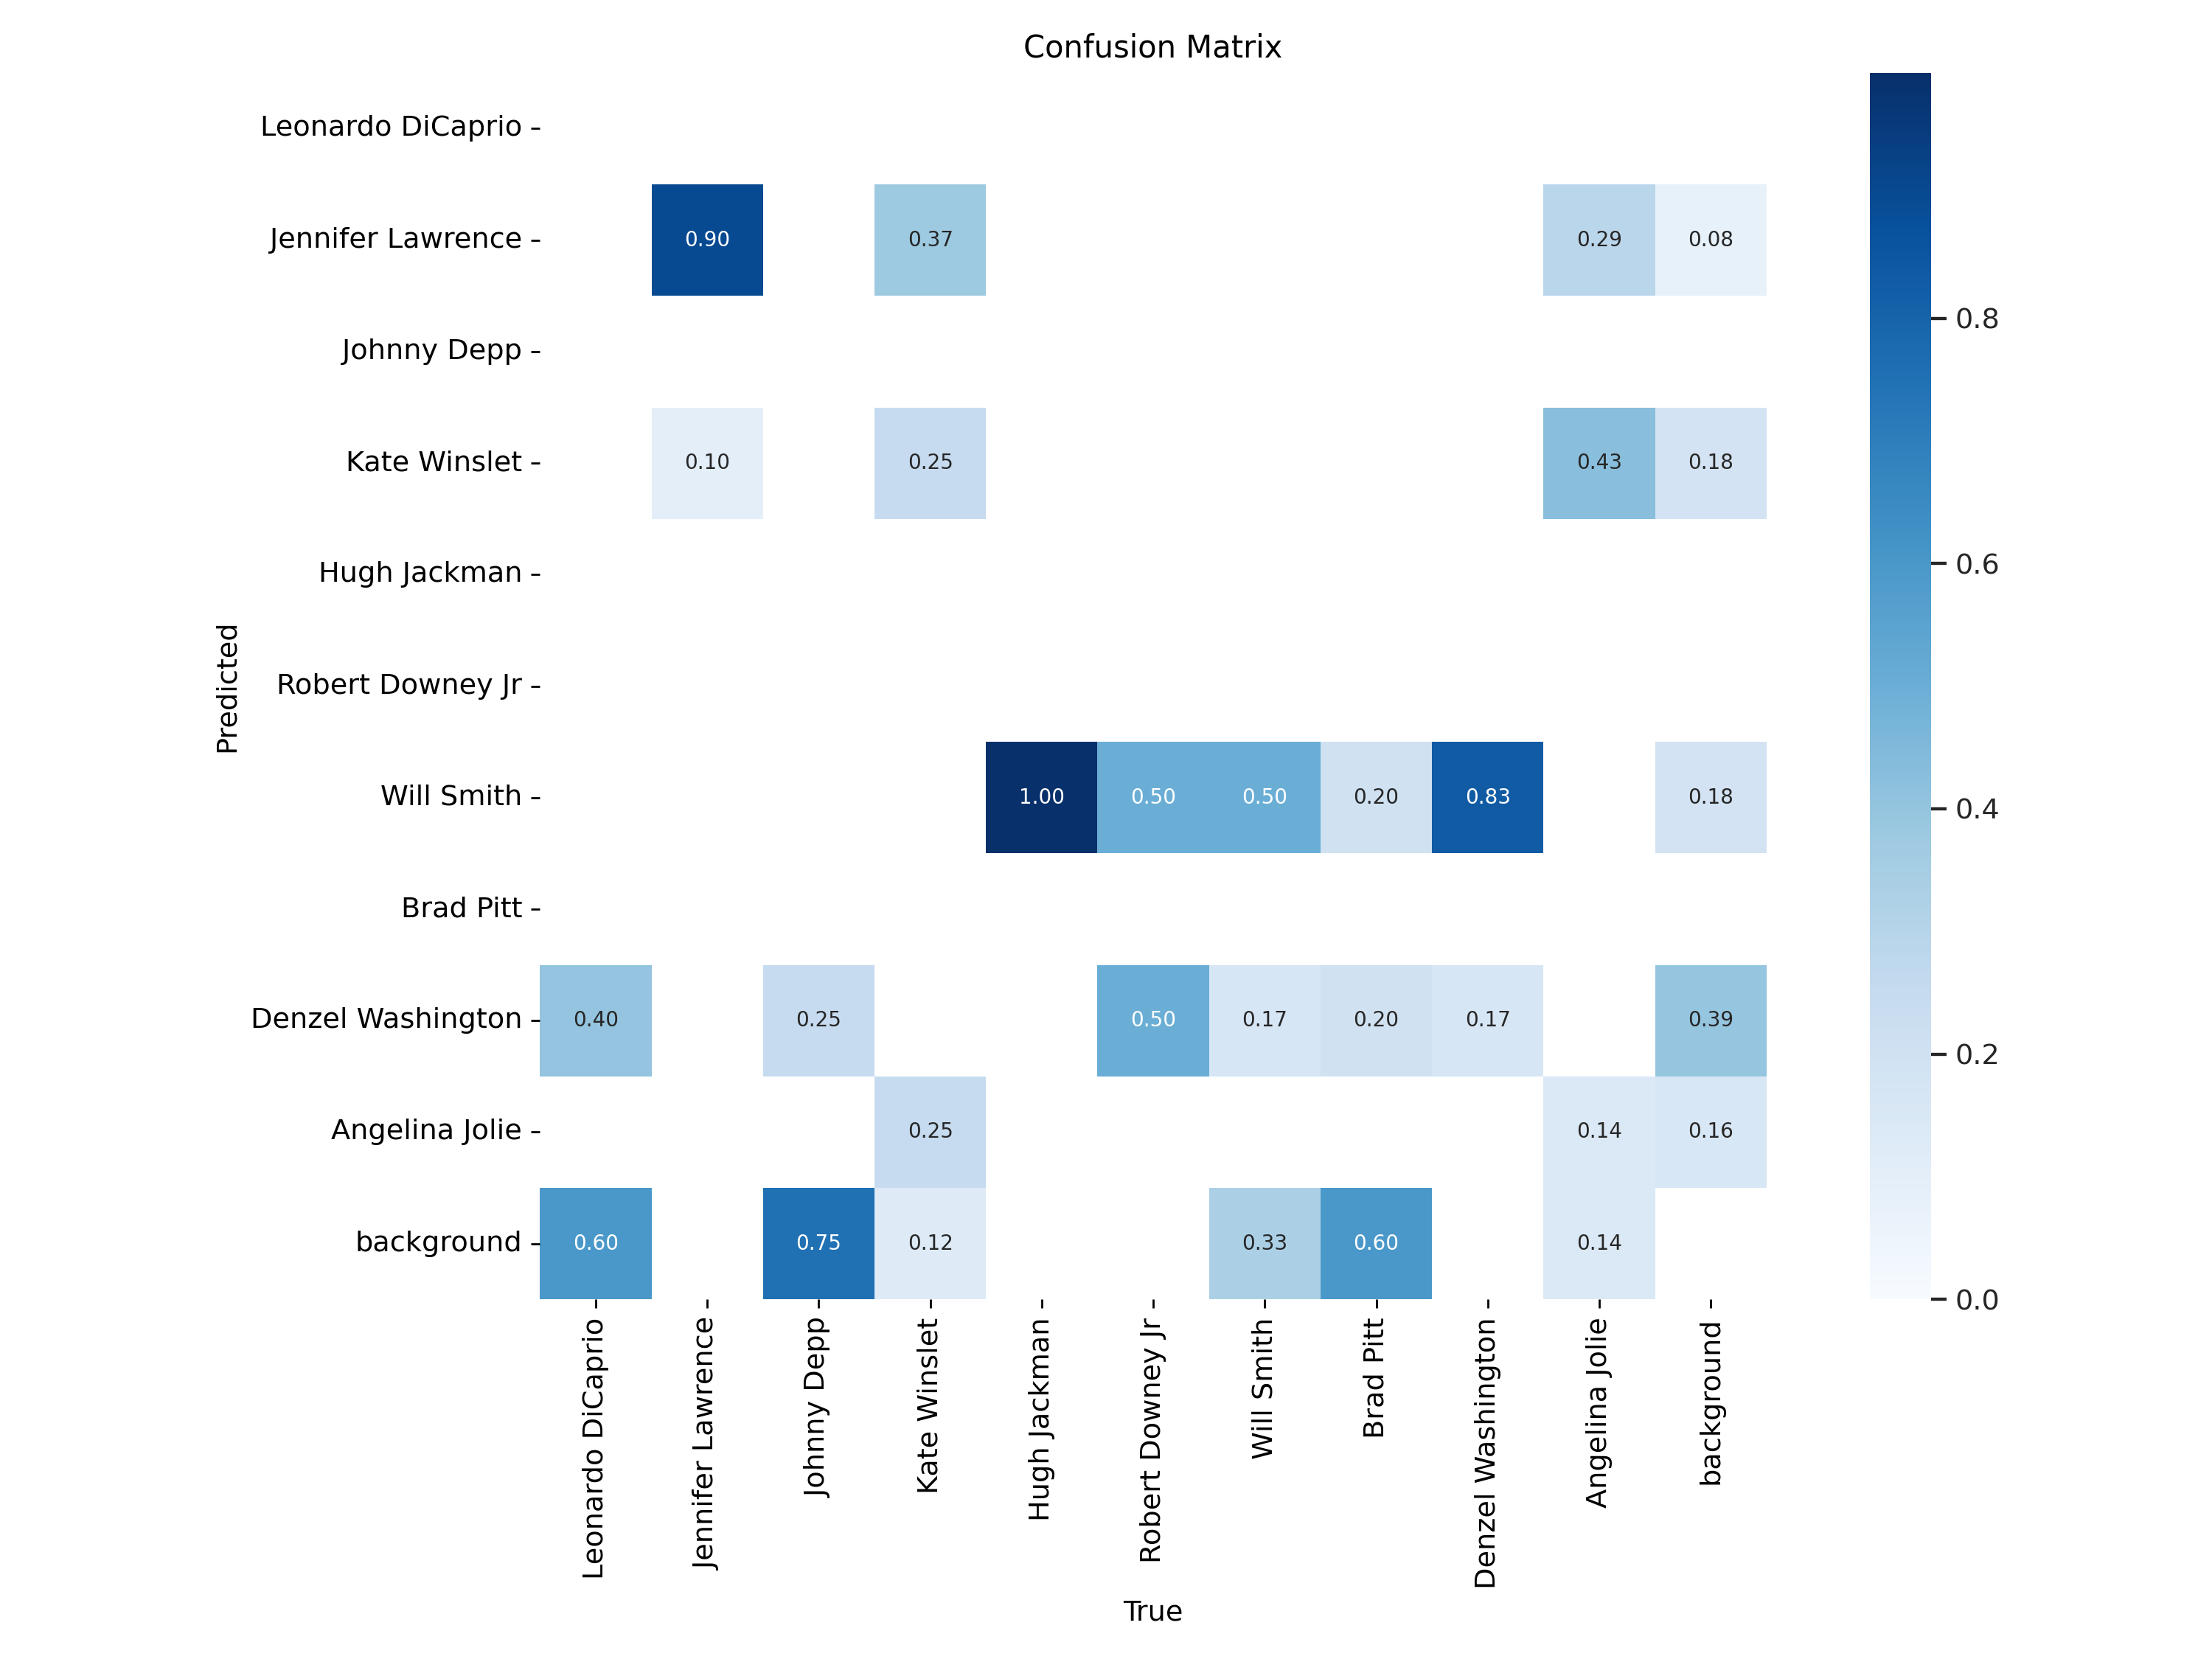 Confusion Matrix
Leonardo DiCaprio
Jennifer Lawrence 0.90 0.37 0.29 0.08
Johnny Depp
Kate Winslet 0.10 0.25 0.43 0.18
Hugh Jackman
Robert Downey Jr
Will Smith 1.00 0.50 0.50 0.20 0.83 0.18
Brad Pitt
Denzel Washington 0.40 0.25 0.50 0.17 0.20 0.17 0.39
Angelina Jolie 0.25 0.14 0.16
background 0.60 0.75 0.12 0.33 0.60 0.14
Predicted
Leonardo DiCaprio
Jennifer Lawrence
Johnny Depp
Kate Winslet
Hugh Jackman
Robert Downey Jr
Will Smith
Brad Pitt
Denzel Washington
Angelina Jolie
background
True
0.8
0.6
0.4
0.2
0.0